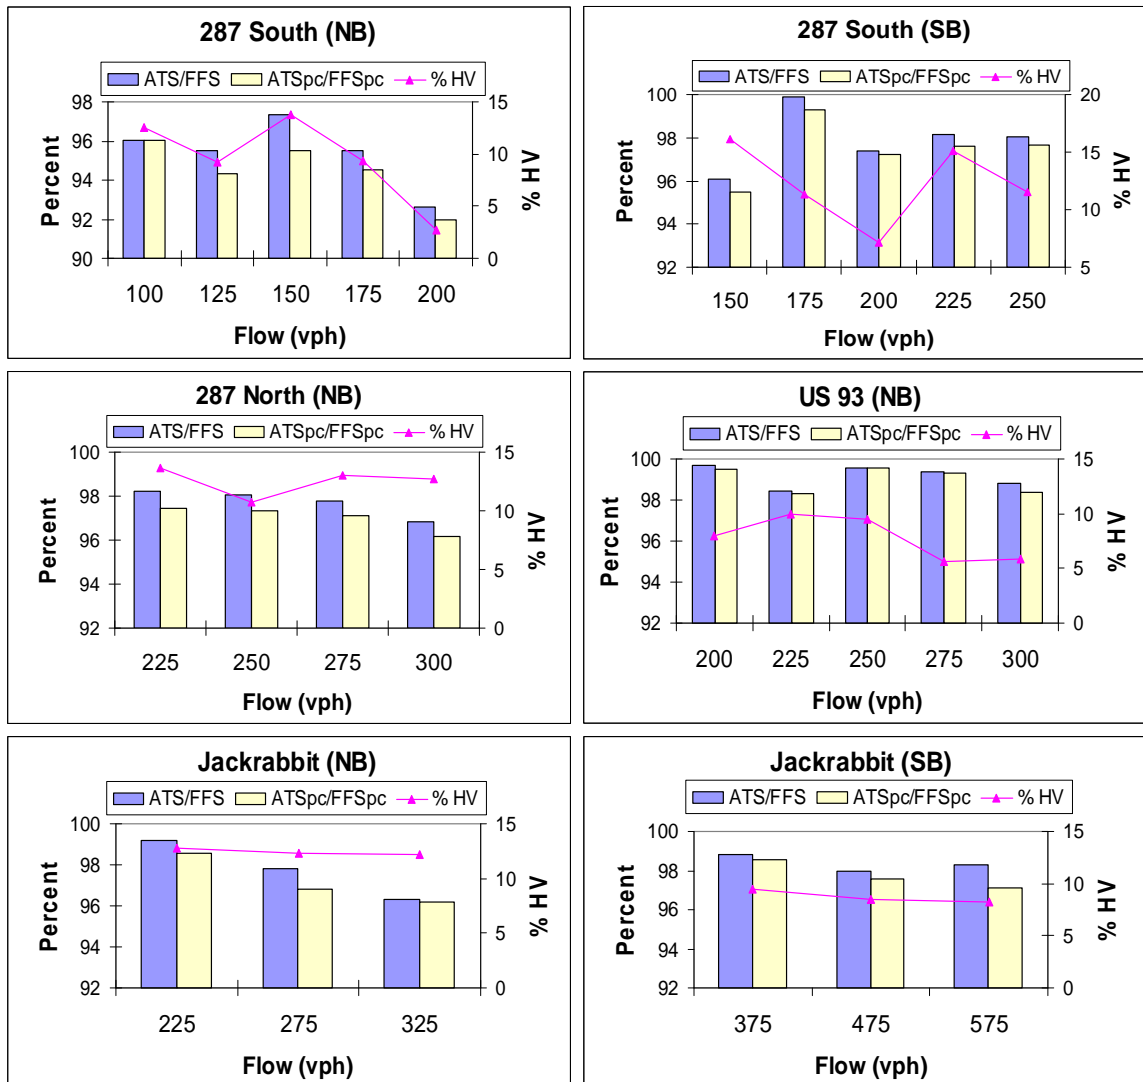 287 South (NB)
ATS/FFS ATSpc/FFSpc % HV
98 15
96
10
94
5
92
90 0
Percent
% HV
100 125 150 175 200
Flow (vph)
287 South (SB)
ATS/FFS ATSpc/FFSpc % HV
100 20
98 15
96
10
94
92 5
Percent
% HV
150 175 200 225 250
Flow (vph)
287 North (NB)
ATS/FFS ATSpc/FFSpc % HV
100 15
98
10
96
5
94
92 0
Percent
% HV
225 250 275 300
Flow (vph)
US 93 (NB)
ATS/FFS ATSpc/FFSpc % HV
100 15
98
10
96
5
94
92 0
Percent
% HV
200 225 250 275 300
Flow (vph)
Jackrabbit (NB)
ATS/FFS ATSpc/FFSpc % HV
100 15
98
10
96
5
94
92 0
Percent
% HV
225 275 325
Flow (vph)
Jackrabbit (SB)
ATS/FFS ATSpc/FFSpc % HV
100 15
98
10
96
5
94
92 0
Percent
% HV
375 475 575
Flow (vph)